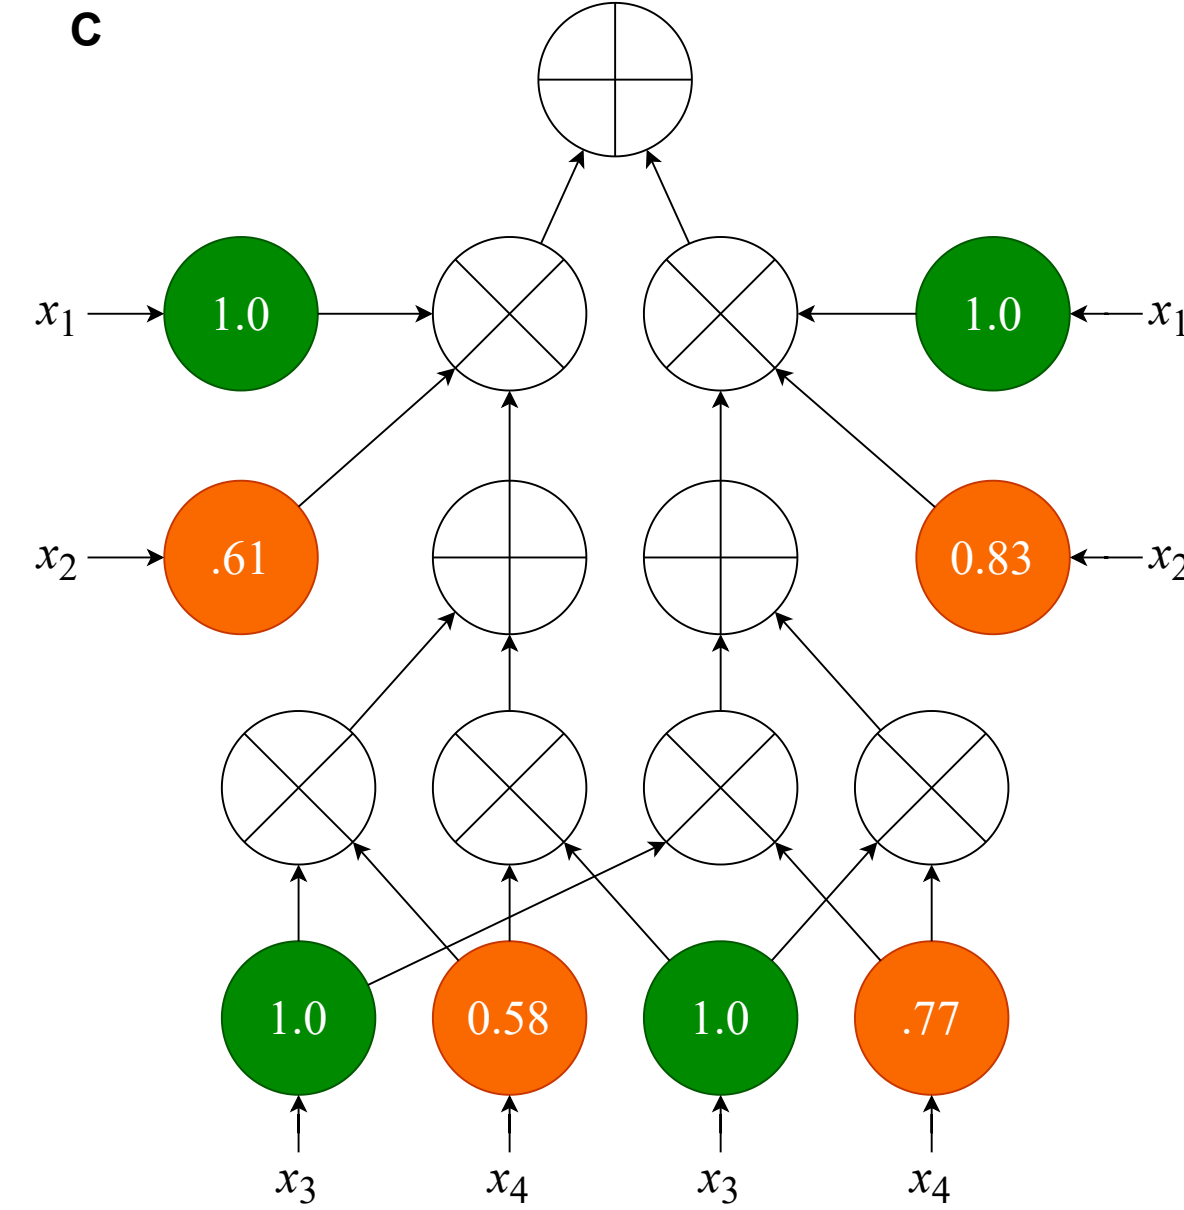 C
x₁ 1.0 1.0 x₁
x₂ .61 0.83 x₂
1.0 0.58 1.0 .77
x₃ x₄ x₃ x₄